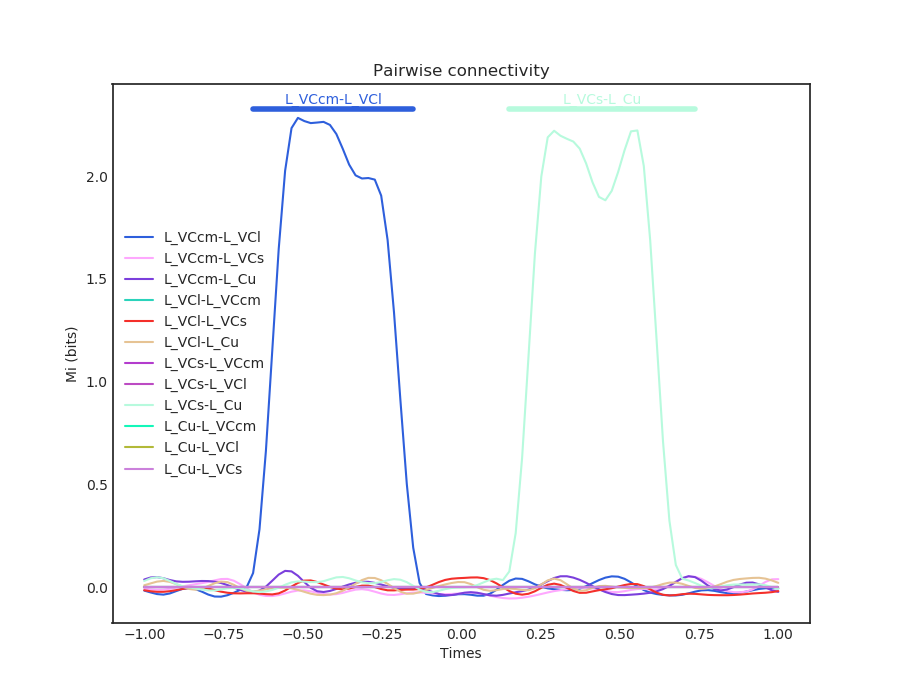 Pairwise connectivity
L_VCcm-L_VCl
L_VCs-L_Cu
2.0
1.5
1.0
0.5
0.0
Mi (bits)
L_VCcm-L_VCl
L_VCcm-L_VCs
L_VCcm-L_Cu
L_VCl-L_VCcm
L_VCl-L_VCs
L_VCl-L_Cu
L_VCs-L_VCcm
L_VCs-L_VCl
L_VCs-L_Cu
L_Cu-L_VCcm
L_Cu-L_VCl
L_Cu-L_VCs
−1.00 −0.75 −0.50 −0.25 0.00 0.25 0.50 0.75 1.00
Times